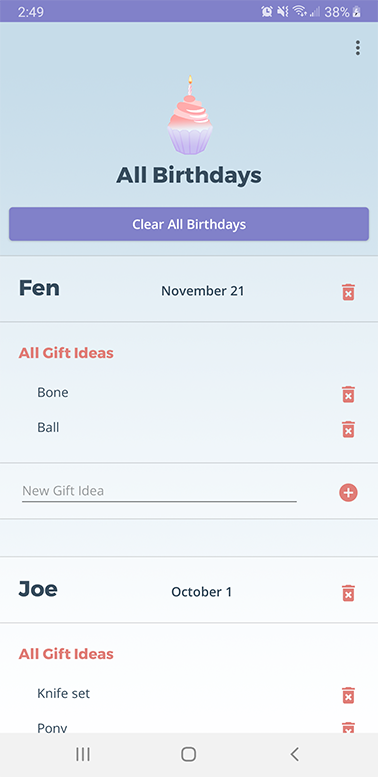 2:49 38%
All Birthdays
Clear All Birthdays
Fen November 21
All Gift Ideas
Bone
Ball
New Gift Idea
Joe October 1
All Gift Ideas
Knife set
Pony